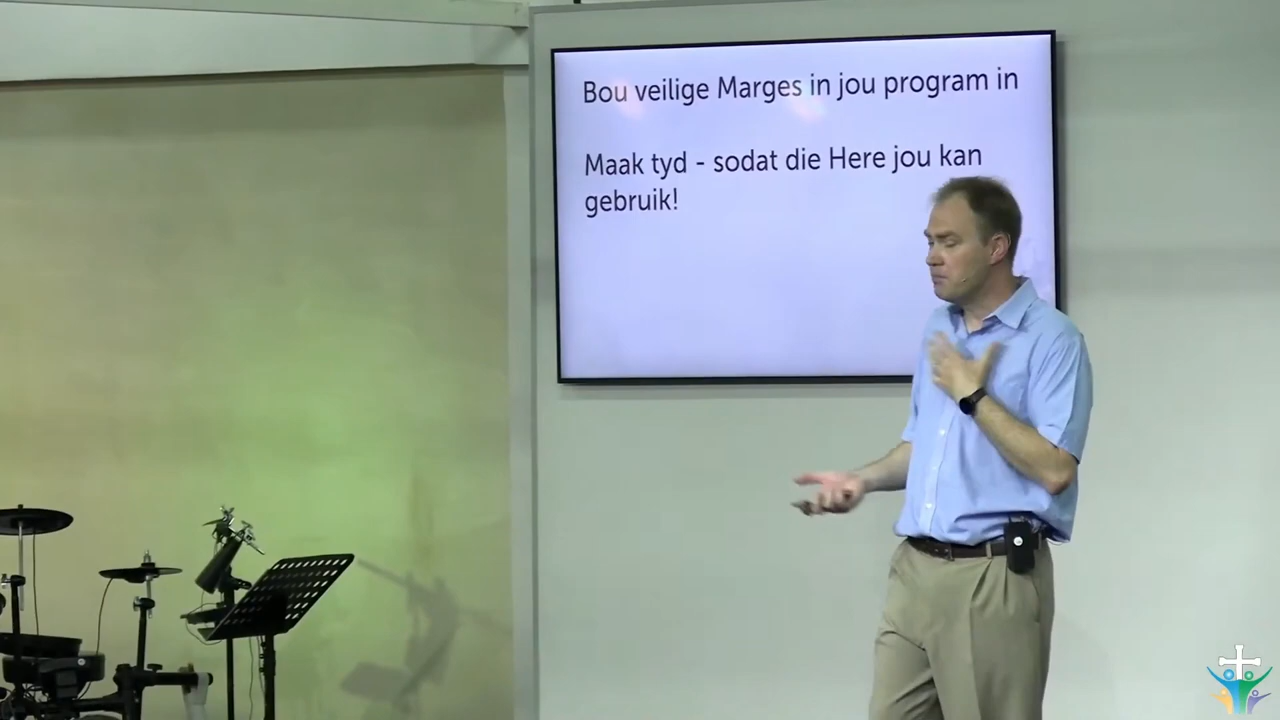 Bou veilige Marges in jou program in
Maak tyd - sodat die Here jou kan
gebruik!